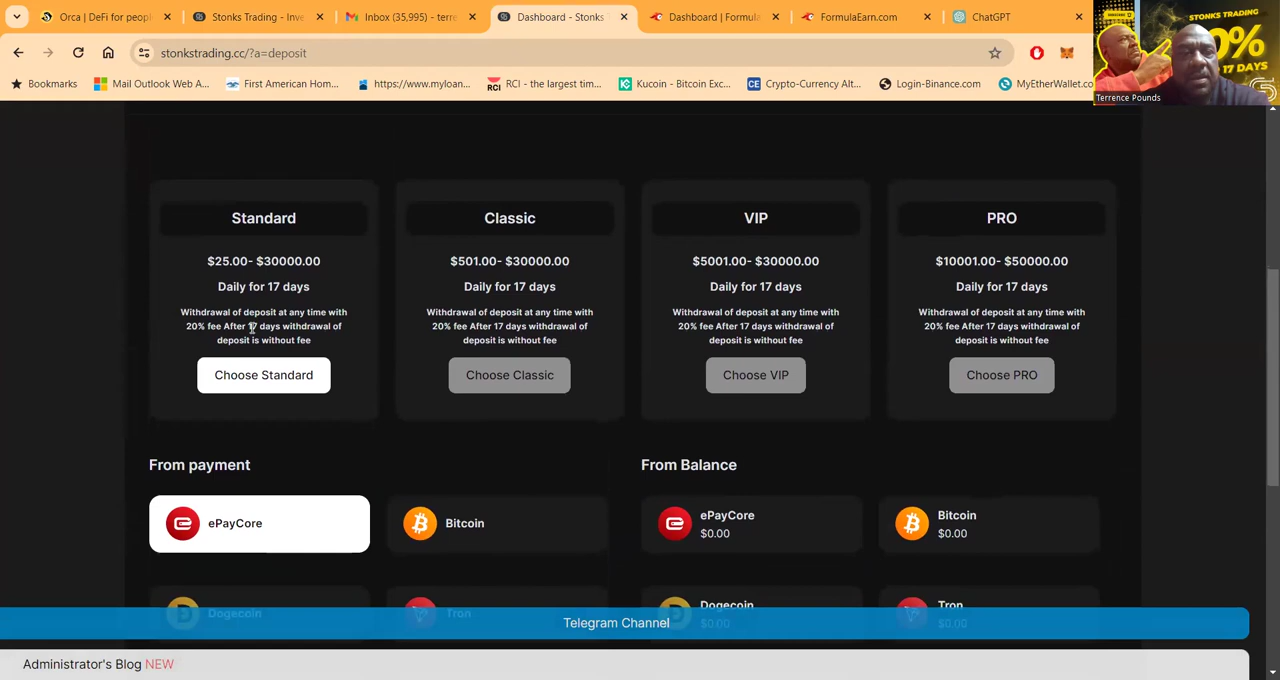 Orca | DeFi for peopl
Stonks Trading - Inve
Inbox (35,995) - terre
Dashboard - Stonks
Dashboard | Formula
FormulaEarn.com
ChatGPT
stonkstrading.cc/?a=deposit
Bookmarks
Mail Outlook Web A...
First American Hom...
https://www.myloan...
RCI - the largest tim...
Kucoin - Bitcoin Exc...
Crypto-Currency Alt...
Login-Binance.com
MyEtherWallet.co
SUBSCRIBE
STONKS TRADING
0%
17 DAYS
Terrence Pounds
Standard
$25.00- $30000.00
Daily for 17 days
Withdrawal of deposit at any time with
20% fee After 17 days withdrawal of
deposit is without fee
Choose Standard
Classic
$501.00- $30000.00
Daily for 17 days
Withdrawal of deposit at any time with
20% fee After 17 days withdrawal of
deposit is without fee
Choose Classic
VIP
$5001.00- $30000.00
Daily for 17 days
Withdrawal of deposit at any time with
20% fee After 17 days withdrawal of
deposit is without fee
Choose VIP
PRO
$10001.00- $50000.00
Daily for 17 days
Withdrawal of deposit at any time with
20% fee After 17 days withdrawal of
deposit is without fee
Choose PRO
From payment
ePayCore
Bitcoin
Dogecoin
Tron
From Balance
ePayCore
$0.00
Bitcoin
$0.00
Dogecoin
$0.00
Tron
$0.00
Telegram Channel
Administrator's Blog NEW